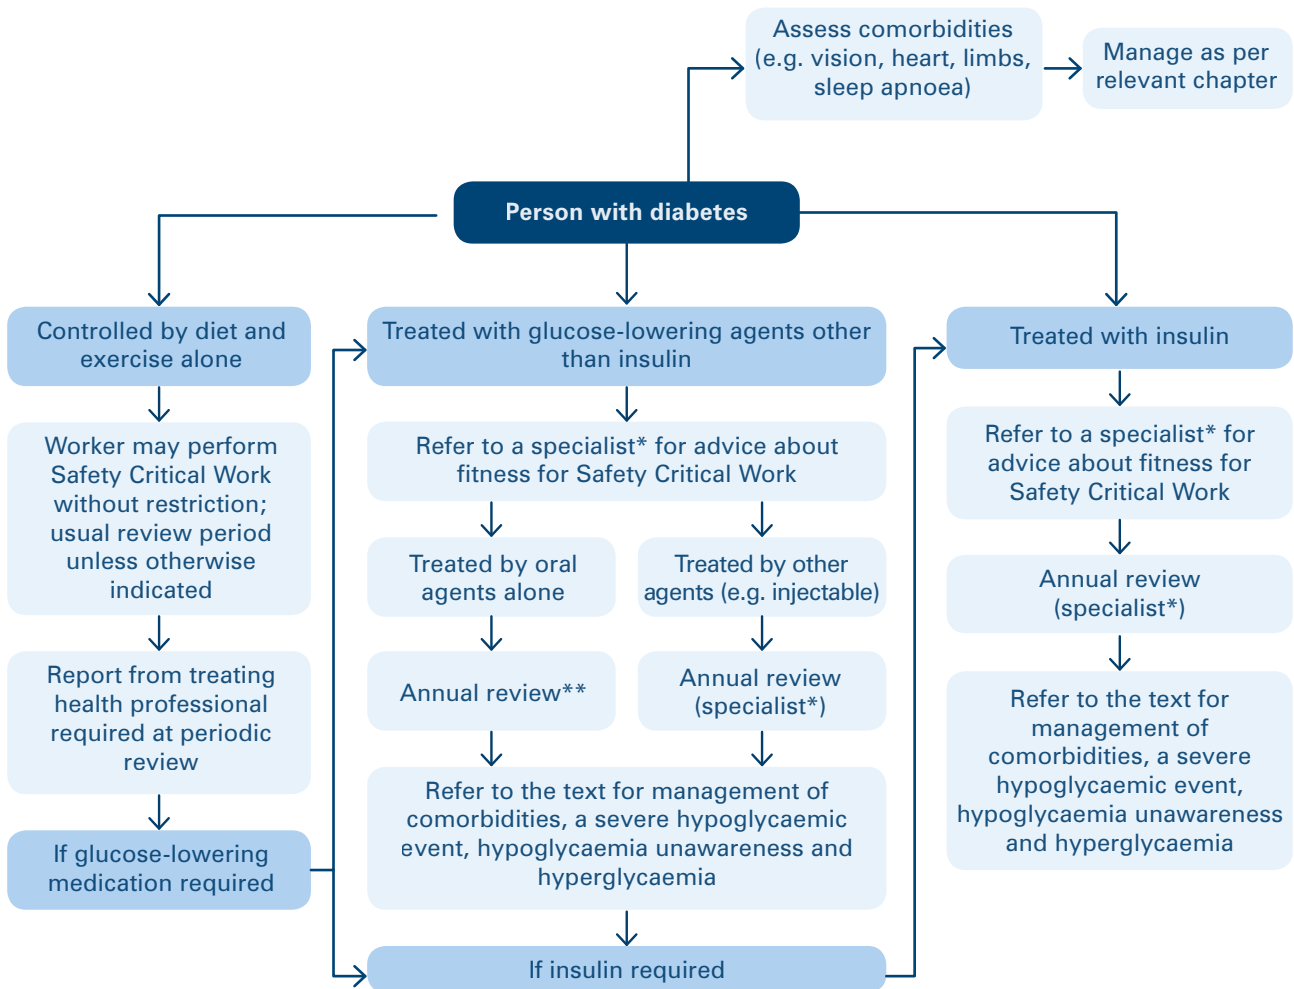 Assess comorbidities
(e.g. vision, heart, limbs,
sleep apnoea)
Manage as per
relevant chapter
Person with diabetes
Controlled by diet and
exercise alone
Worker may perform
Safety Critical Work
without restriction;
usual review period
unless otherwise
indicated
Report from treating
health professional
required at periodic
review
If glucose-lowering
medication required
Treated with glucose-lowering agents other
than insulin
Refer to a specialist* for advice about
fitness for Safety Critical Work
Treated by oral
agents alone
Annual review**
Treated by other
agents (e.g. injectable)
Annual review
(specialist*)
Refer to the text for management of
comorbidities, a severe hypoglycaemic
event, hypoglycaemia unawareness and
hyperglycaemia
If insulin required
Treated with insulin
Refer to a specialist* for
advice about fitness for
Safety Critical Work
Annual review
(specialist*)
Refer to the text for
management of
comorbidities, a severe
hypoglycaemic event,
hypoglycaemia unawareness
and hyperglycaemia